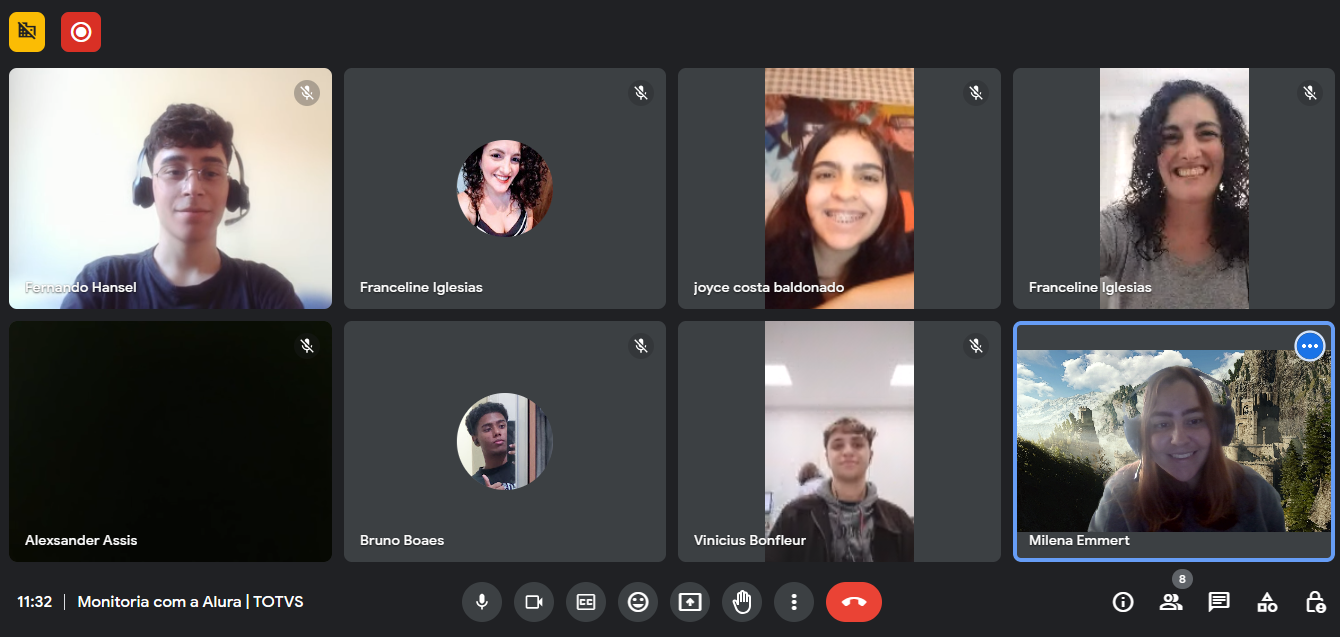 Fernando Hansel
Franceline Iglesias
joyce costa baldonado
Franceline Iglesias
Alexsander Assis
Bruno Boaes
Vinicius Bonfleur
Milena Emmert
8
11:32 | Monitoria com a Alura | TOTVS
CC